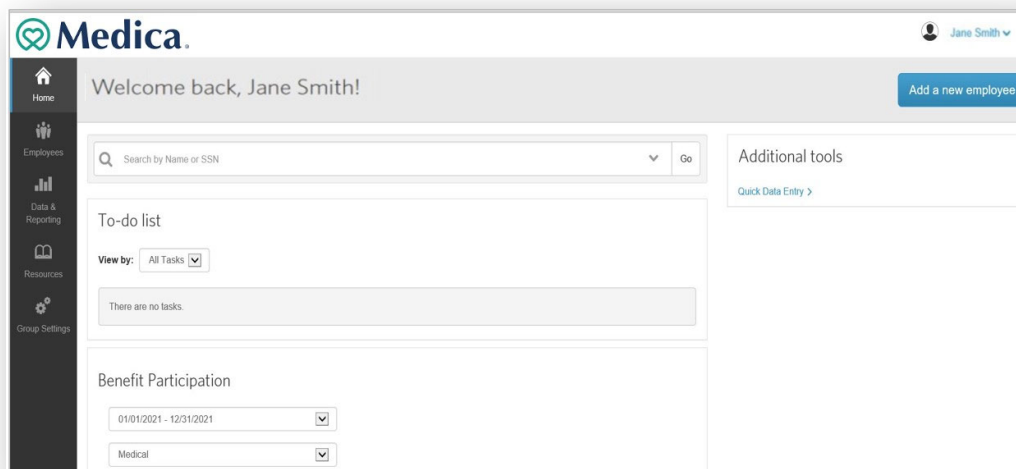 Medica.
Jane Smith
Home
Employees
Data &
Reporting
Resources
Group Settings
Welcome back, Jane Smith!
Add a new employee
Search by Name or SSN
Go
To-do list
View by: All Tasks
There are no tasks.
Benefit Participation
01/01/2021 - 12/31/2021
Medical
Additional tools
Quick Data Entry >